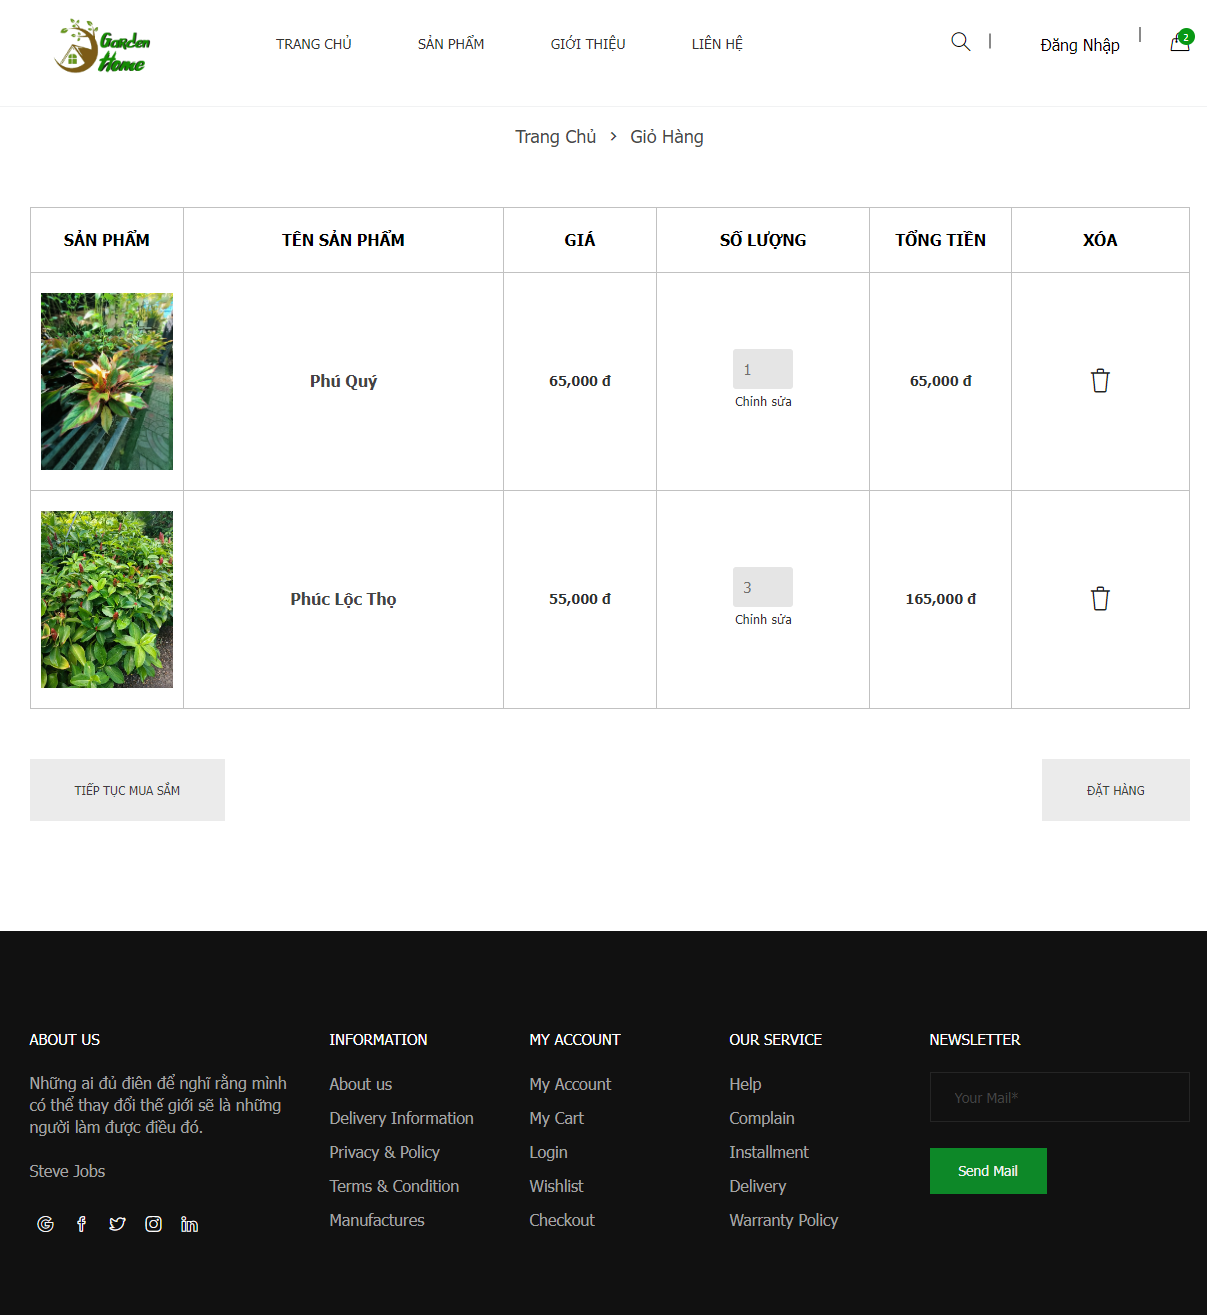 Garden
Home
TRANG CHỦ
SẢN PHẨM
GIỚI THIỆU
LIÊN HỆ
|
Đăng Nhập
|
2
Trang Chủ > Giỏ Hàng
SẢN PHẨM
TÊN SẢN PHẨM
GIÁ
SỐ LƯỢNG
TỔNG TIỀN
XÓA
Phú Quý
65,000 đ
1
Chỉnh sửa
65,000 đ
Phúc Lộc Thọ
55,000 đ
3
Chỉnh sửa
165,000 đ
TIẾP TỤC MUA SẮM
ĐẶT HÀNG
ABOUT US
Những ai đủ điên để nghĩ rằng mình
có thể thay đổi thế giới sẽ là những
người làm được điều đó.
Steve Jobs
INFORMATION
About us
Delivery Information
Privacy & Policy
Terms & Condition
Manufactures
MY ACCOUNT
My Account
My Cart
Login
Wishlist
Checkout
OUR SERVICE
Help
Complain
Installment
Delivery
Warranty Policy
NEWSLETTER
Your Mail*
Send Mail